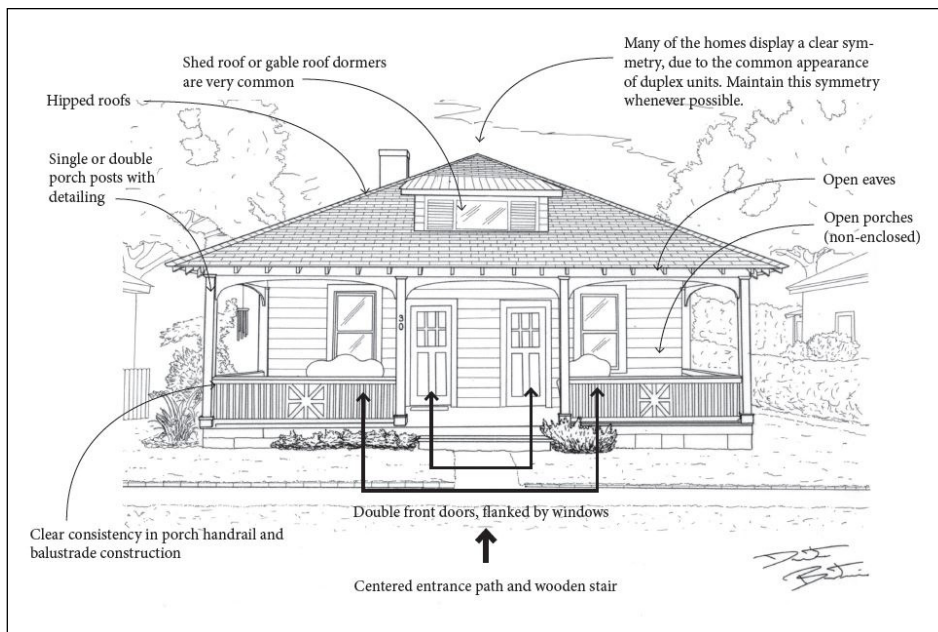 Many of the homes display a clear sym-
metry, due to the common appearance
of duplex units. Maintain this symmetry
whenever possible.
Shed roof or gable roof dormers
are very common
Hipped roofs
Single or double
porch posts with
detailing
Open eaves
Open porches
(non-enclosed)
30
Double front doors, flanked by windows
Clear consistency in porch handrail and
balustrade construction
Centered entrance path and wooden stair